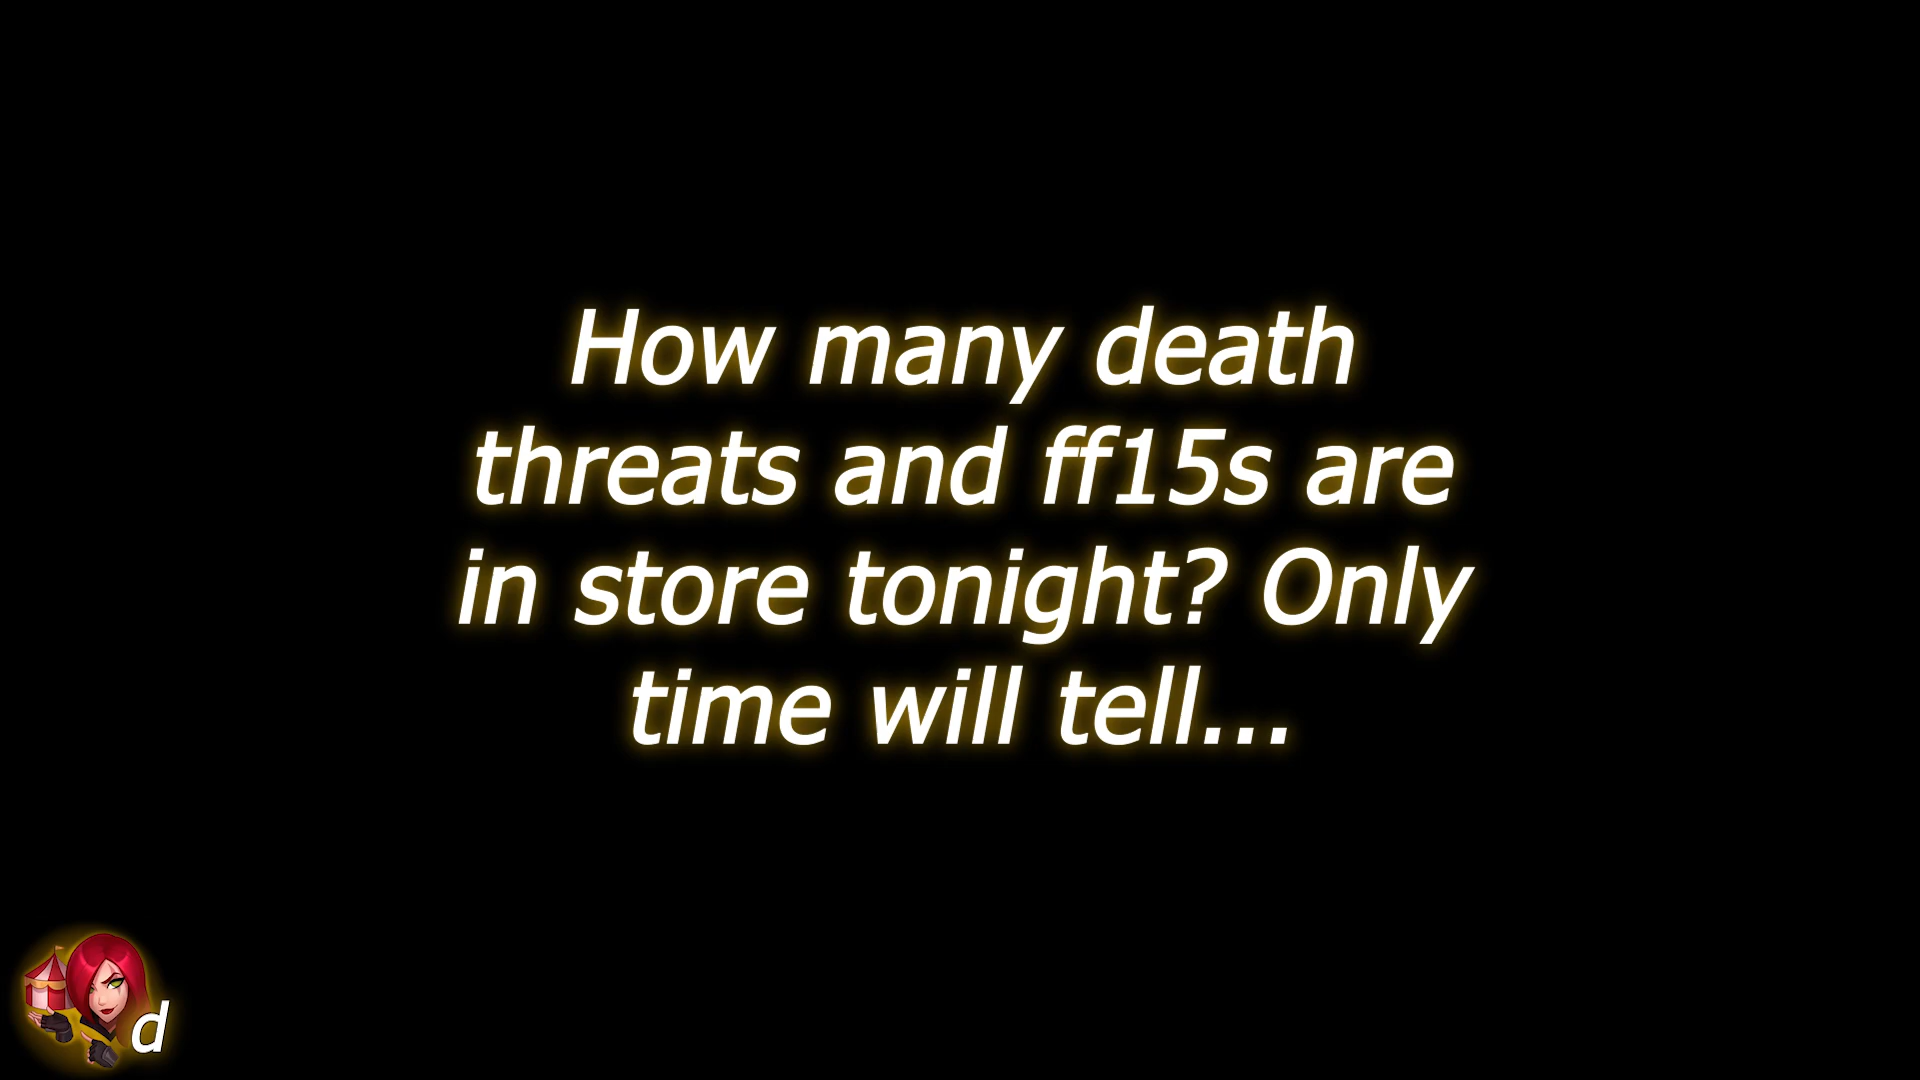 How many death
threats and ff15s are
in store tonight? Only
time will tell...
d